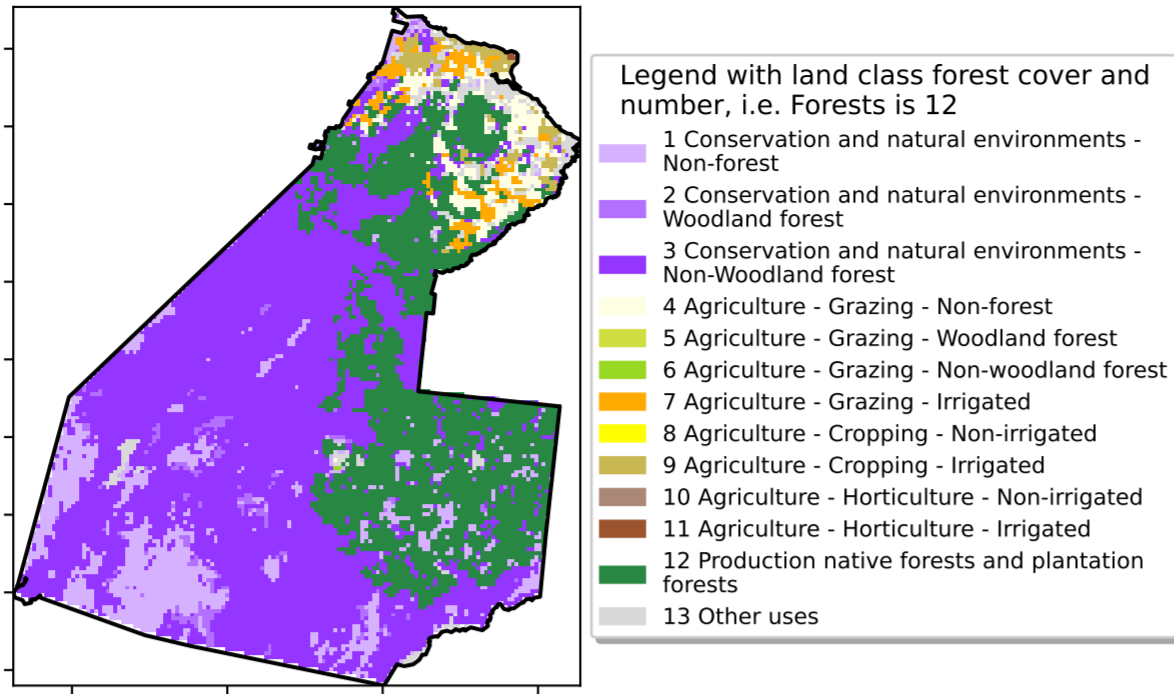 Legend with land class forest cover and
number, i.e. Forests is 12
1 Conservation and natural environments -
Non-forest
2 Conservation and natural environments -
Woodland forest
3 Conservation and natural environments -
Non-Woodland forest
4 Agriculture - Grazing - Non-forest
5 Agriculture - Grazing - Woodland forest
6 Agriculture - Grazing - Non-woodland forest
7 Agriculture - Grazing - Irrigated
8 Agriculture - Cropping - Non-irrigated
9 Agriculture - Cropping - Irrigated
10 Agriculture - Horticulture - Non-irrigated
11 Agriculture - Horticulture - Irrigated
12 Production native forests and plantation
forests
13 Other uses